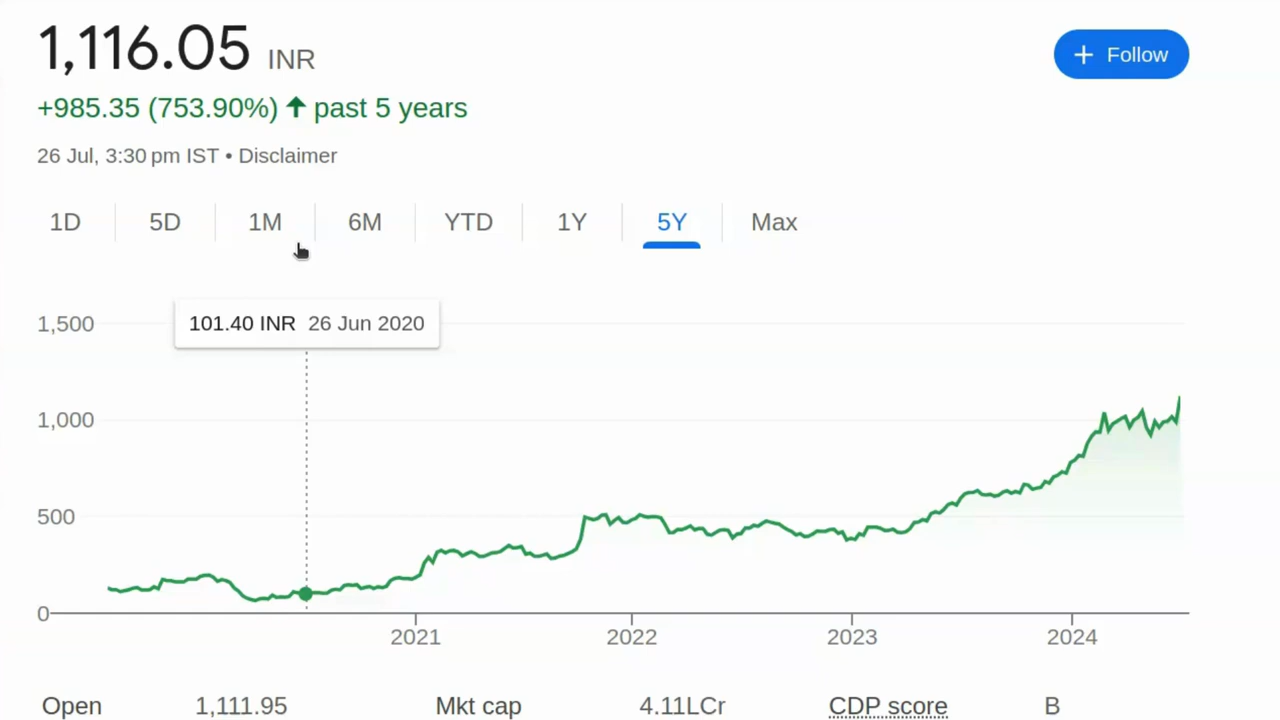 1,116.05 INR
+ Follow
+985.35 (753.90%) ↑ past 5 years
26 Jul, 3:30 pm IST • Disclaimer
1D 5D 1M 6M YTD 1Y 5Y Max
101.40 INR 26 Jun 2020
1,500
1,000
500
0
2021 2022 2023 2024
Open 1,111.95 Mkt cap 4.11LCr CDP score B